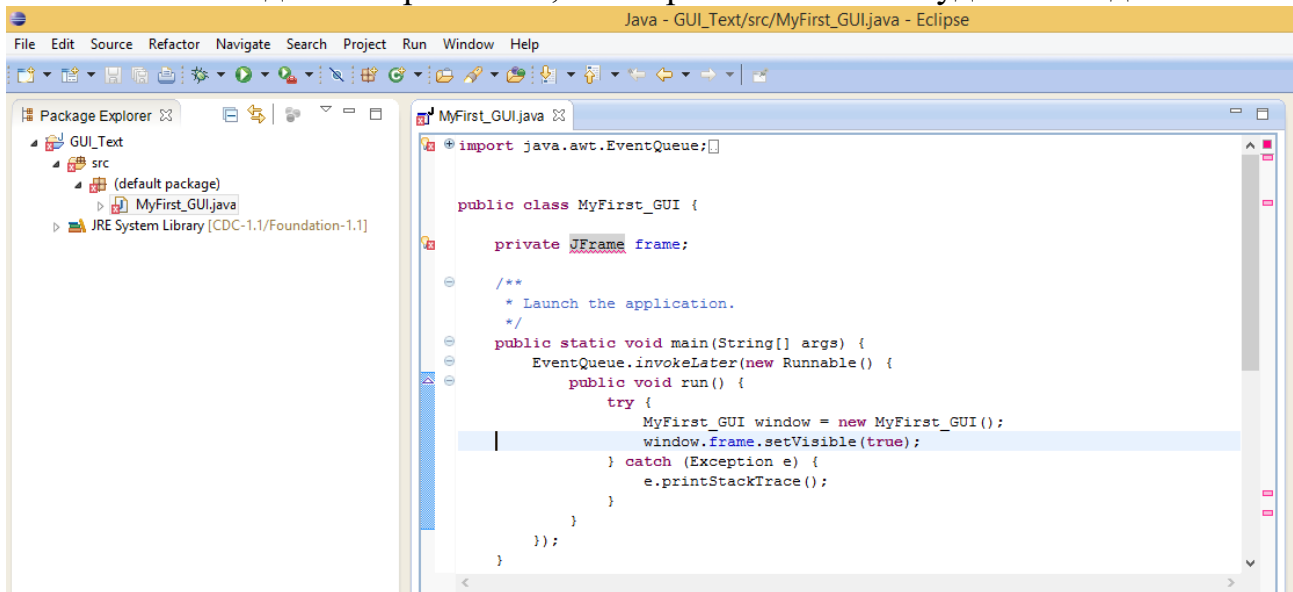 Java - GUI_Text/src/MyFirst_GUI.java - Eclipse
File Edit Source Refactor Navigate Search Project Run Window Help
Package Explorer
GUI_Text
src
(default package)
MyFirst_GUI.java
JRE System Library [CDC-1.1/Foundation-1.1]
MyFirst_GUI.java
import java.awt.EventQueue;
public class MyFirst_GUI {
private JFrame frame;
/**
* Launch the application.
*/
public static void main(String[] args) {
EventQueue.invokeLater(new Runnable() {
public void run() {
try {
MyFirst_GUI window = new MyFirst_GUI();
window.frame.setVisible(true);
} catch (Exception e) {
e.printStackTrace();
}
}
});
}